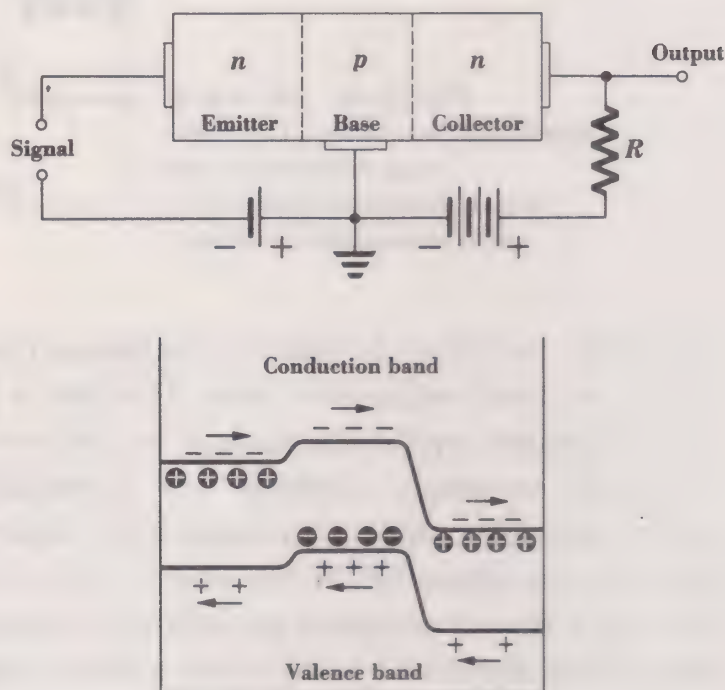 n p n
Output
Emitter Base Collector
Signal
R
− + − +
Conduction band
− − − − − −
+ + + + − − −
− − − −
+ + + +
+ + +
+ +
+ +
Valence band